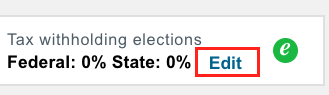 Tax withholding elections
Federal: 0% State: 0% Edit
e